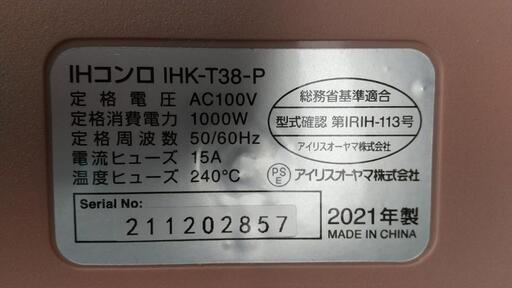 IHコンロ IHK-T38-P
定格電圧 AC100V
定格消費電力 1000W
定格周波数 50/60Hz
電流ヒューズ 15A
温度ヒューズ 240℃
総務省基準適合
型式確認 第IRIH-113号
アイリスオーヤマ株式会社
PSE アイリスオーヤマ株式会社
Serial No:
211202857
2021年製
MADE IN CHINA